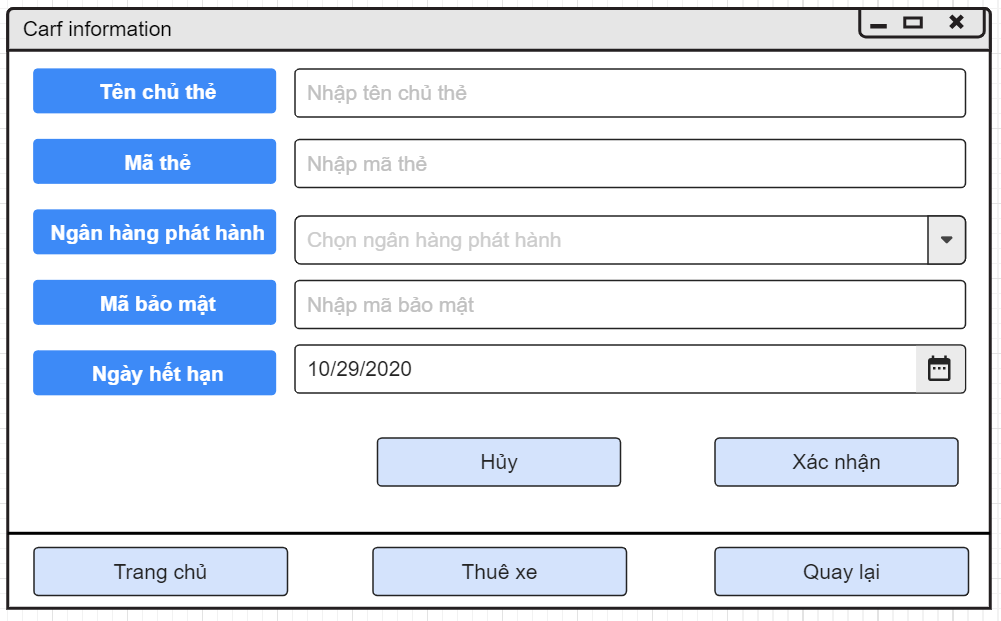 Carf information
Tên chủ thẻ
Nhập tên chủ thẻ
Mã thẻ
Nhập mã thẻ
Ngân hàng phát hành
Chọn ngân hàng phát hành
Mã bảo mật
Nhập mã bảo mật
Ngày hết hạn
10/29/2020
Hủy
Xác nhận
Trang chủ
Thuê xe
Quay lại